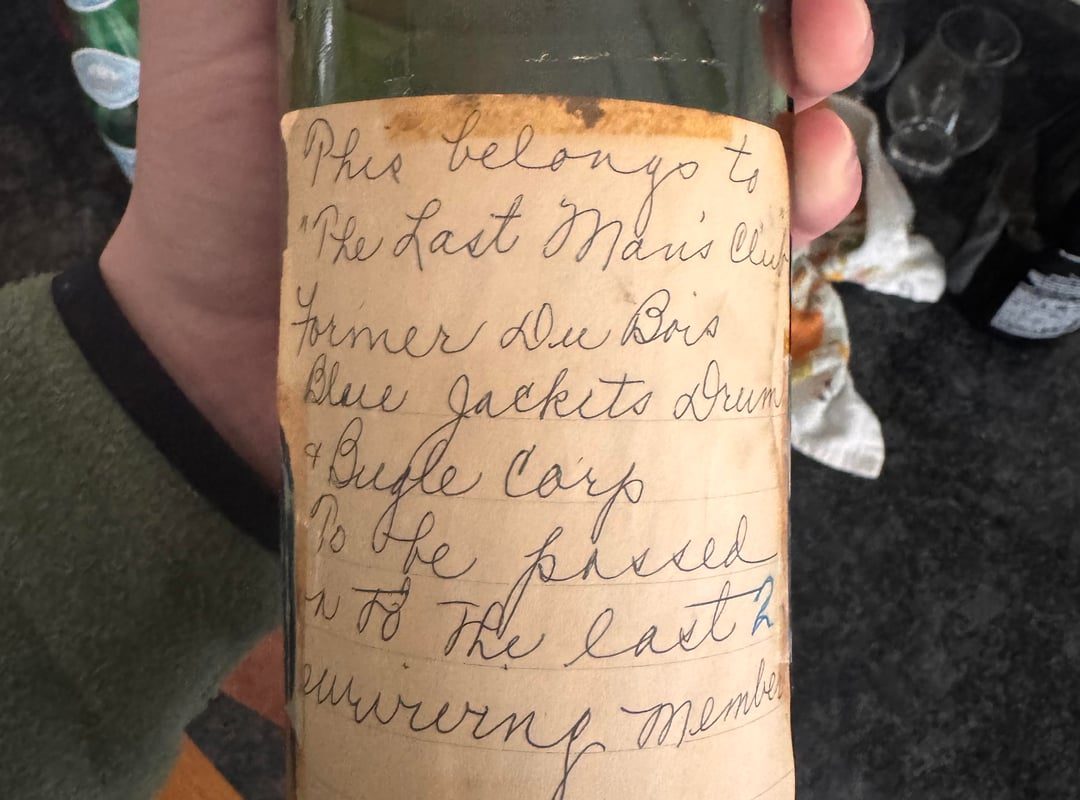 This belongs to
"The Last Man's Club
Former Du Bois
Blue Jackets Drum
& Bugle Corp
To be passed
n to the last 2
surviving Member